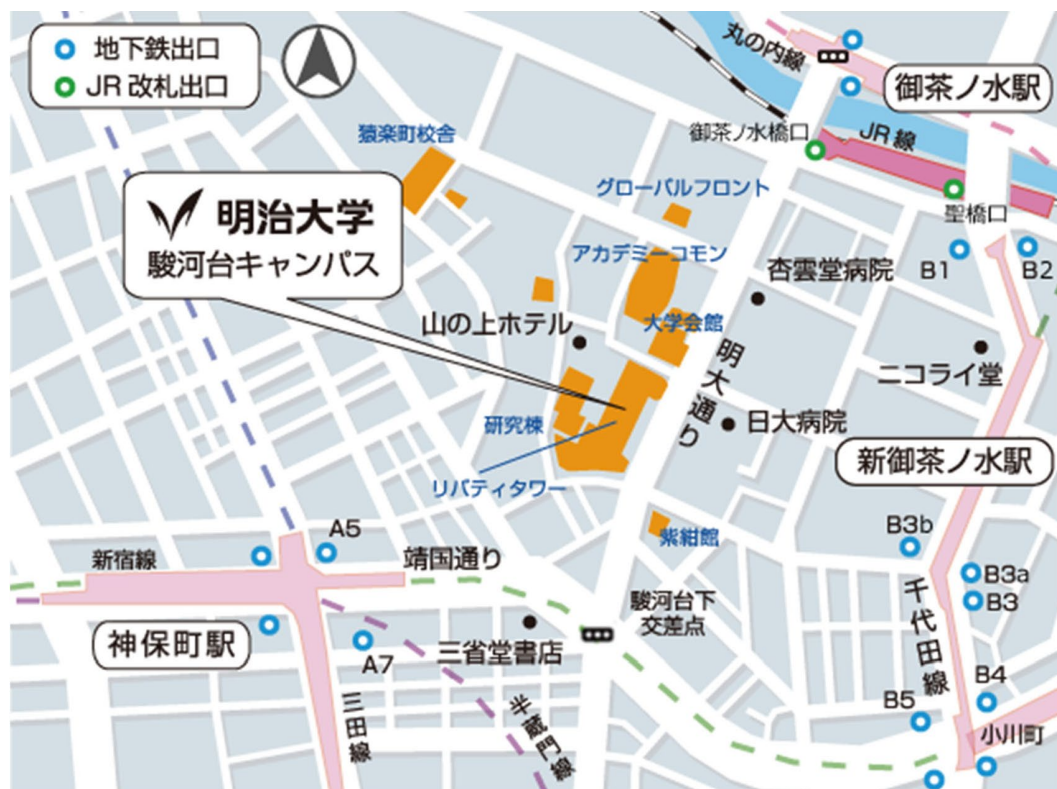 地下鉄出口
JR 改札出口
丸の内線
御茶ノ水駅
御茶ノ水橋口
JR 線
聖橋口
猿楽町校舎
グローバルフロント
明治大学
駿河台キャンパス
アカデミーコモン
杏雲堂病院
B1
B2
山の上ホテル
大学会館
明大通り
ニコライ堂
研究棟
日大病院
リバティタワー
新御茶ノ水駅
紫紺館
B3b
A5
新宿線
靖国通り
B3a
B3
駿河台下
交差点
千代田線
神保町駅
A7
三省堂書店
B4
B5
三田線
半蔵門線
小川町